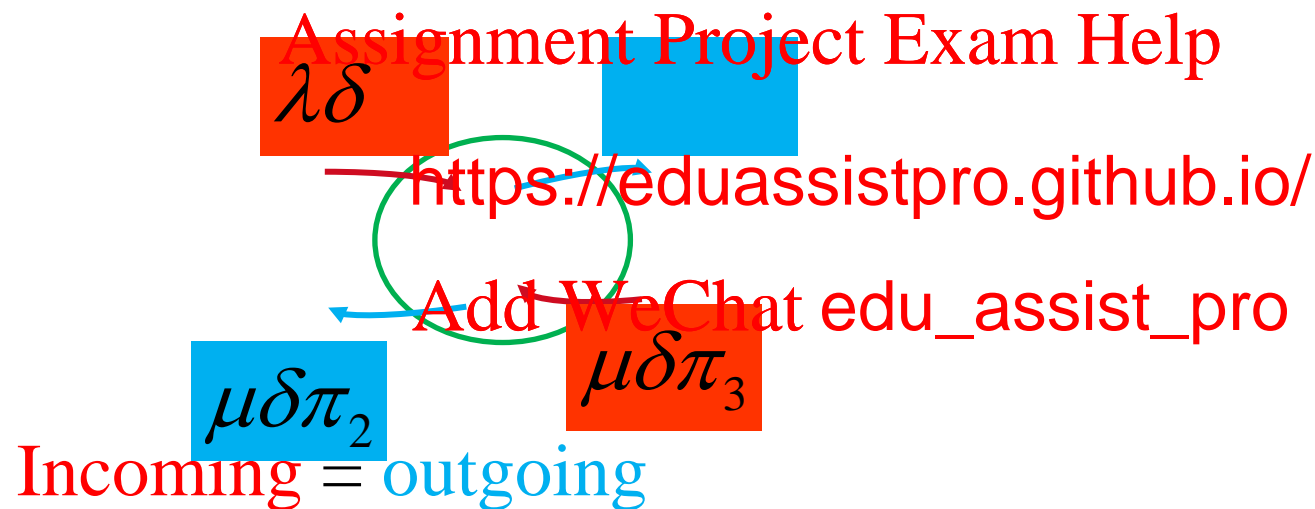 Assignment Project Exam Help
λδ
https://eduassistpro.github.io/
Add WeChat edu_assist_pro
μδπ₃
μδπ₂
Incoming = outgoing